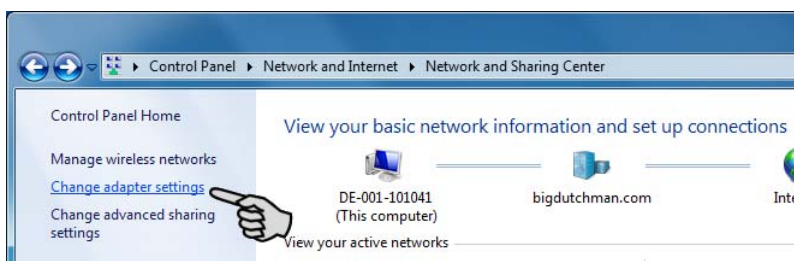 Control Panel ▸ Network and Internet ▸ Network and Sharing Center
Control Panel Home
Manage wireless networks
Change adapter settings
Change advanced sharing
settings
View your basic network information and set up connections
DE-001-101041
(This computer)
bigdutchman.com
View your active networks